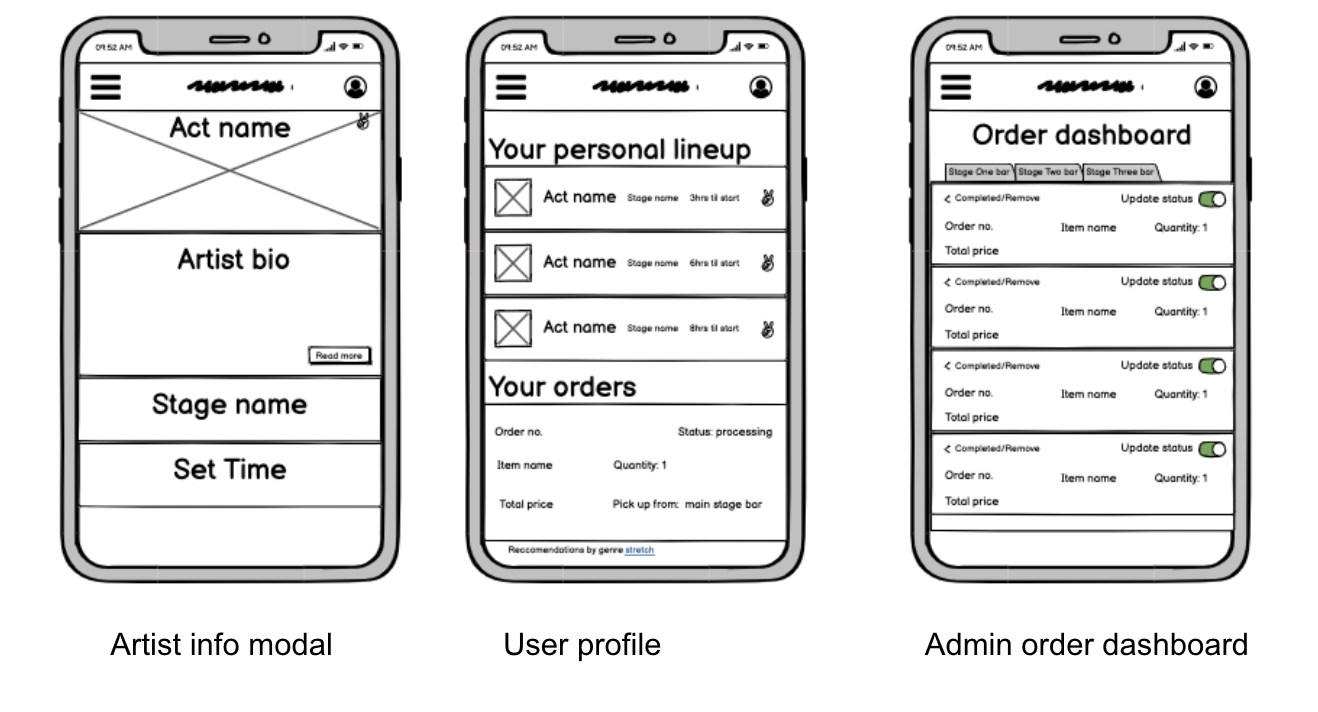 09:52 AM
Act name
Artist bio
Read more
Stage name
Set Time
Artist info modal
09:52 AM
Your personal lineup
Act name Stage name 3hrs til start
Act name Stage name 6hrs til start
Act name Stage name 8hrs til start
Your orders
Order no. Status: processing
Item name Quantity: 1
Total price Pick up from: main stage bar
Reccomendations by genre stretch
User profile
09:52 AM
Order dashboard
Stage One bar Stage Two bar Stage Three bar
< Completed/Remove Update status
Order no. Item name Quantity: 1
Total price
< Completed/Remove Update status
Order no. Item name Quantity: 1
Total price
< Completed/Remove Update status
Order no. Item name Quantity: 1
Total price
< Completed/Remove Update status
Order no. Item name Quantity: 1
Total price
Admin order dashboard